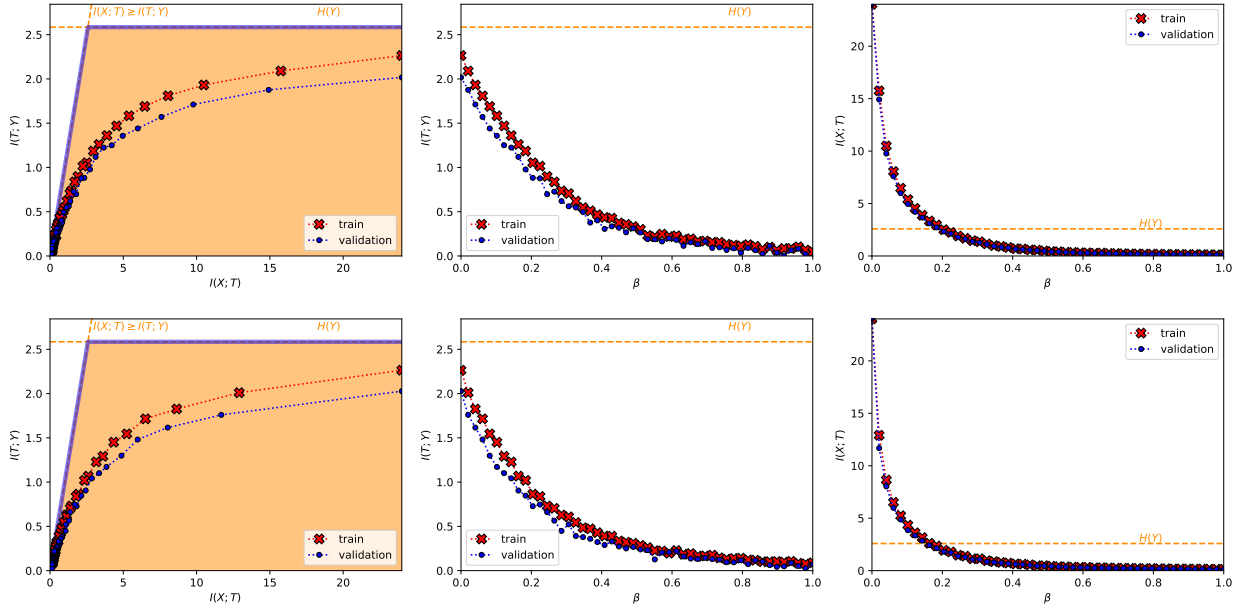 I(X;T) ≥ I(T;Y)
H(Y)
2.5
2.0
1.5
1.0
0.5
0.0
I(T;Y)
train
validation
0 5 10 15 20
I(X;T)
H(Y)
2.5
2.0
1.5
1.0
0.5
0.0
I(T;Y)
train
validation
0.0 0.2 0.4 0.6 0.8 1.0
β
train
validation
20
15
10
5
0
I(X;T)
H(Y)
0.0 0.2 0.4 0.6 0.8 1.0
β
I(X;T) ≥ I(T;Y)
H(Y)
2.5
2.0
1.5
1.0
0.5
0.0
I(T;Y)
train
validation
0 5 10 15 20
I(X;T)
H(Y)
2.5
2.0
1.5
1.0
0.5
0.0
I(T;Y)
train
validation
0.0 0.2 0.4 0.6 0.8 1.0
β
train
validation
20
15
10
5
0
I(X;T)
H(Y)
0.0 0.2 0.4 0.6 0.8 1.0
β